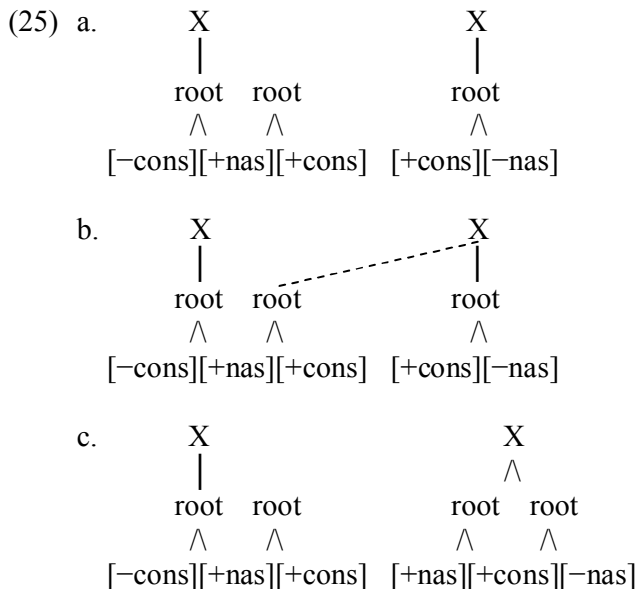 (25) a. X X
root root root
[−cons][+nas][+cons] [+cons][−nas]
b. X X
root root root
[−cons][+nas][+cons] [+cons][−nas]
c. X X
root root root root
[−cons][+nas][+cons] [+nas][+cons][−nas]